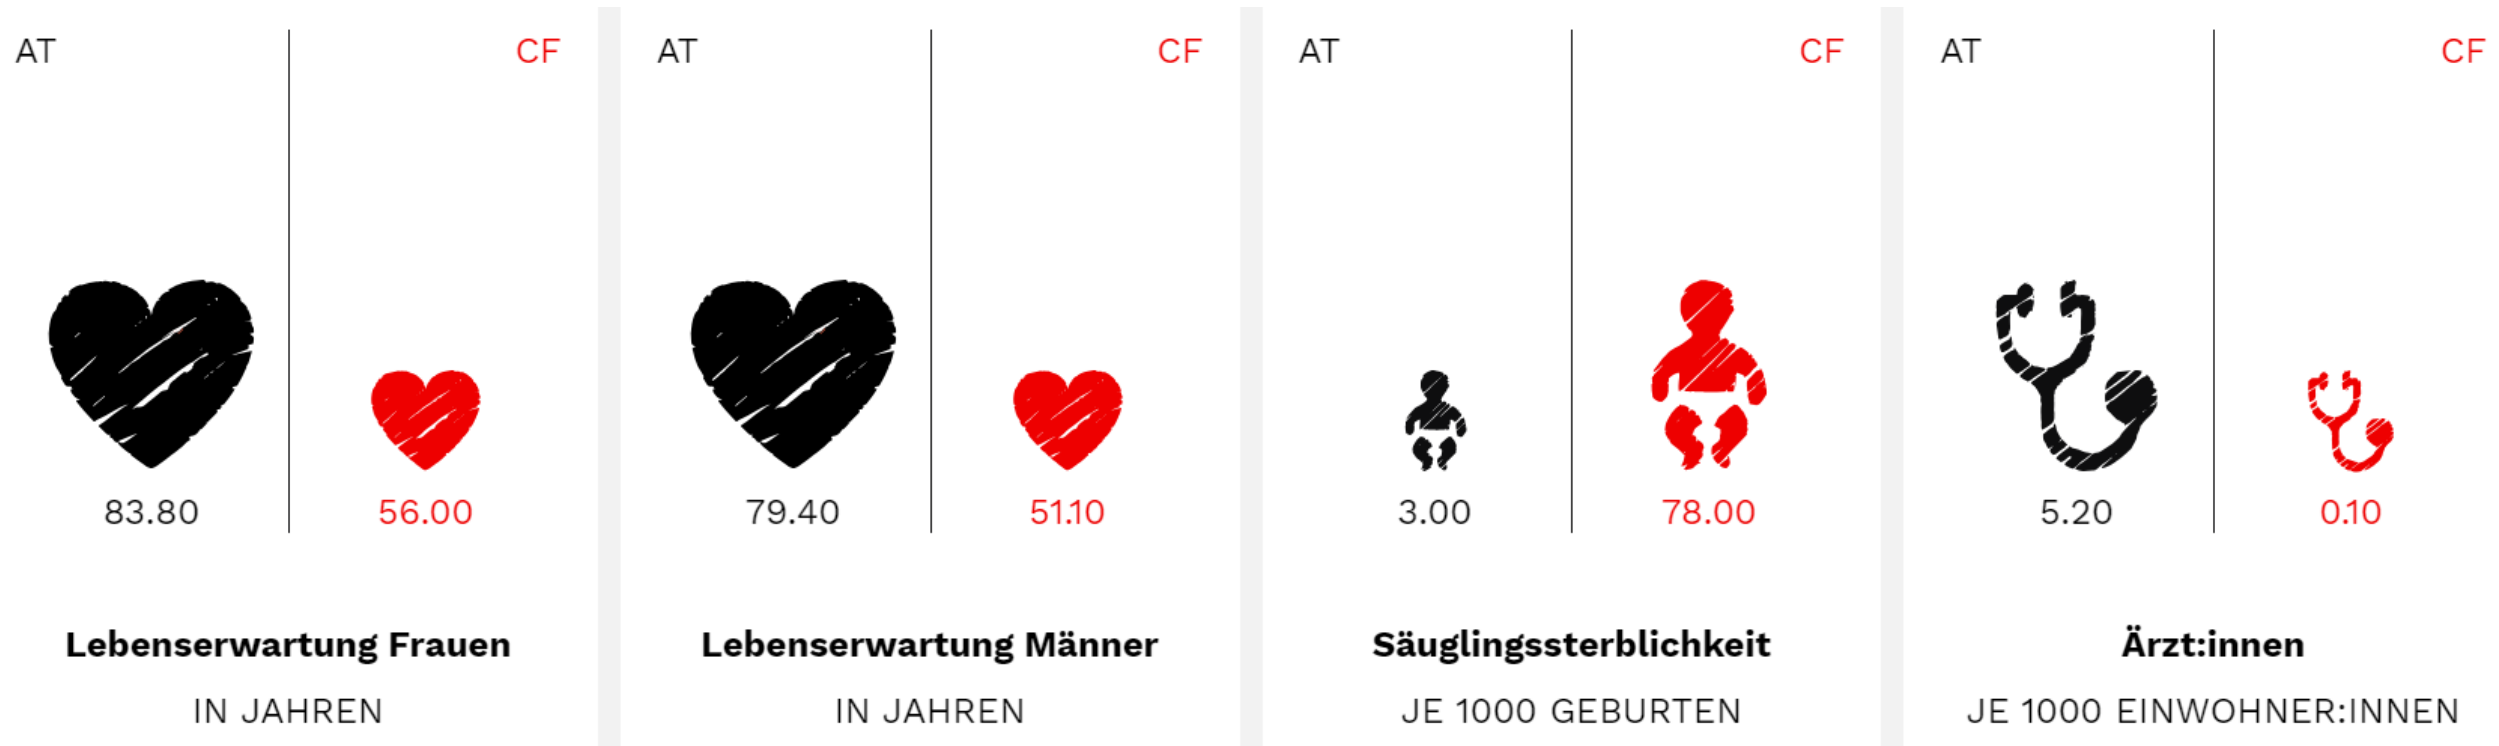 AT CF
83.80 56.00
Lebenserwartung Frauen
IN JAHREN
AT CF
79.40 51.10
Lebenserwartung Männer
IN JAHREN
AT CF
3.00 78.00
Säuglingssterblichkeit
JE 1000 GEBURTEN
AT CF
5.20 0.10
Ärzt:innen
JE 1000 EINWOHNER:INNEN